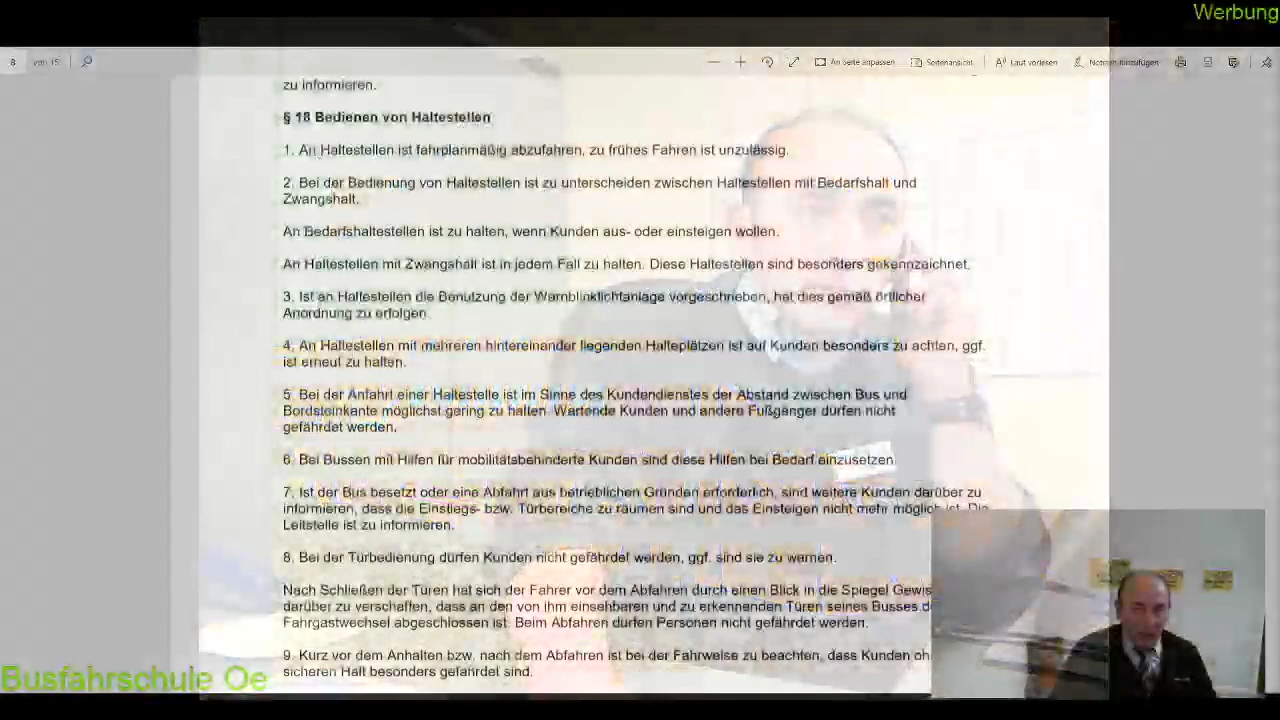 Werbung
8 von 15 An Seite anpassen Seitenansicht Laut vorlesen Notizen hinzufügen
zu informieren.
§ 18 Bedienen von Haltestellen
1. An Haltestellen ist fahrplanmäßig abzufahren, zu frühes Fahren ist unzulässig.
2. Bei der Bedienung von Haltestellen ist zu unterscheiden zwischen Haltestellen mit Bedarfshalt und
Zwangshalt.
An Bedarfshaltestellen ist zu halten, wenn Kunden aus- oder einsteigen wollen.
An Haltestellen mit Zwangshalt ist in jedem Fall zu halten. Diese Haltestellen sind besonders gekennzeichnet.
3. Ist an Haltestellen die Benutzung der Warnblinklichtanlage vorgeschrieben, hat dies gemäß örtlicher
Anordnung zu erfolgen.
4. An Haltestellen mit mehreren hintereinander liegenden Halteplätzen ist auf Kunden besonders zu achten, ggf.
ist erneut zu halten.
5. Bei der Anfahrt einer Haltestelle ist im Sinne des Kundendienstes der Abstand zwischen Bus und
Bordsteinkante möglichst gering zu halten. Wartende Kunden und andere Fußgänger dürfen nicht
gefährdet werden.
6. Bei Bussen mit Hilfen für mobilitätsbehinderte Kunden sind diese Hilfen bei Bedarf einzusetzen.
7. Ist der Bus besetzt oder eine Abfahrt aus betrieblichen Gründen erforderlich, sind weitere Kunden darüber zu
informieren, dass die Einstiegs- bzw. Türbereiche zu räumen sind und das Einsteigen nicht mehr möglich ist. Die
Leitstelle ist zu informieren.
8. Bei der Türbedienung dürfen Kunden nicht gefährdet werden, ggf. sind sie zu warnen.
Nach Schließen der Türen hat sich der Fahrer vor dem Abfahren durch einen Blick in die Spiegel Gewis
darüber zu verschaffen, dass an den von ihm einsehbaren und zu erkennenden Türen seines Busses d
Fahrgastwechsel abgeschlossen ist. Beim Abfahren dürfen Personen nicht gefährdet werden.
9. Kurz vor dem Anhalten bzw. nach dem Abfahren ist bei der Fahrweise zu beachten, dass Kunden oh
sicheren Halt besonders gefährdet sind.
Busfahrschule Oe